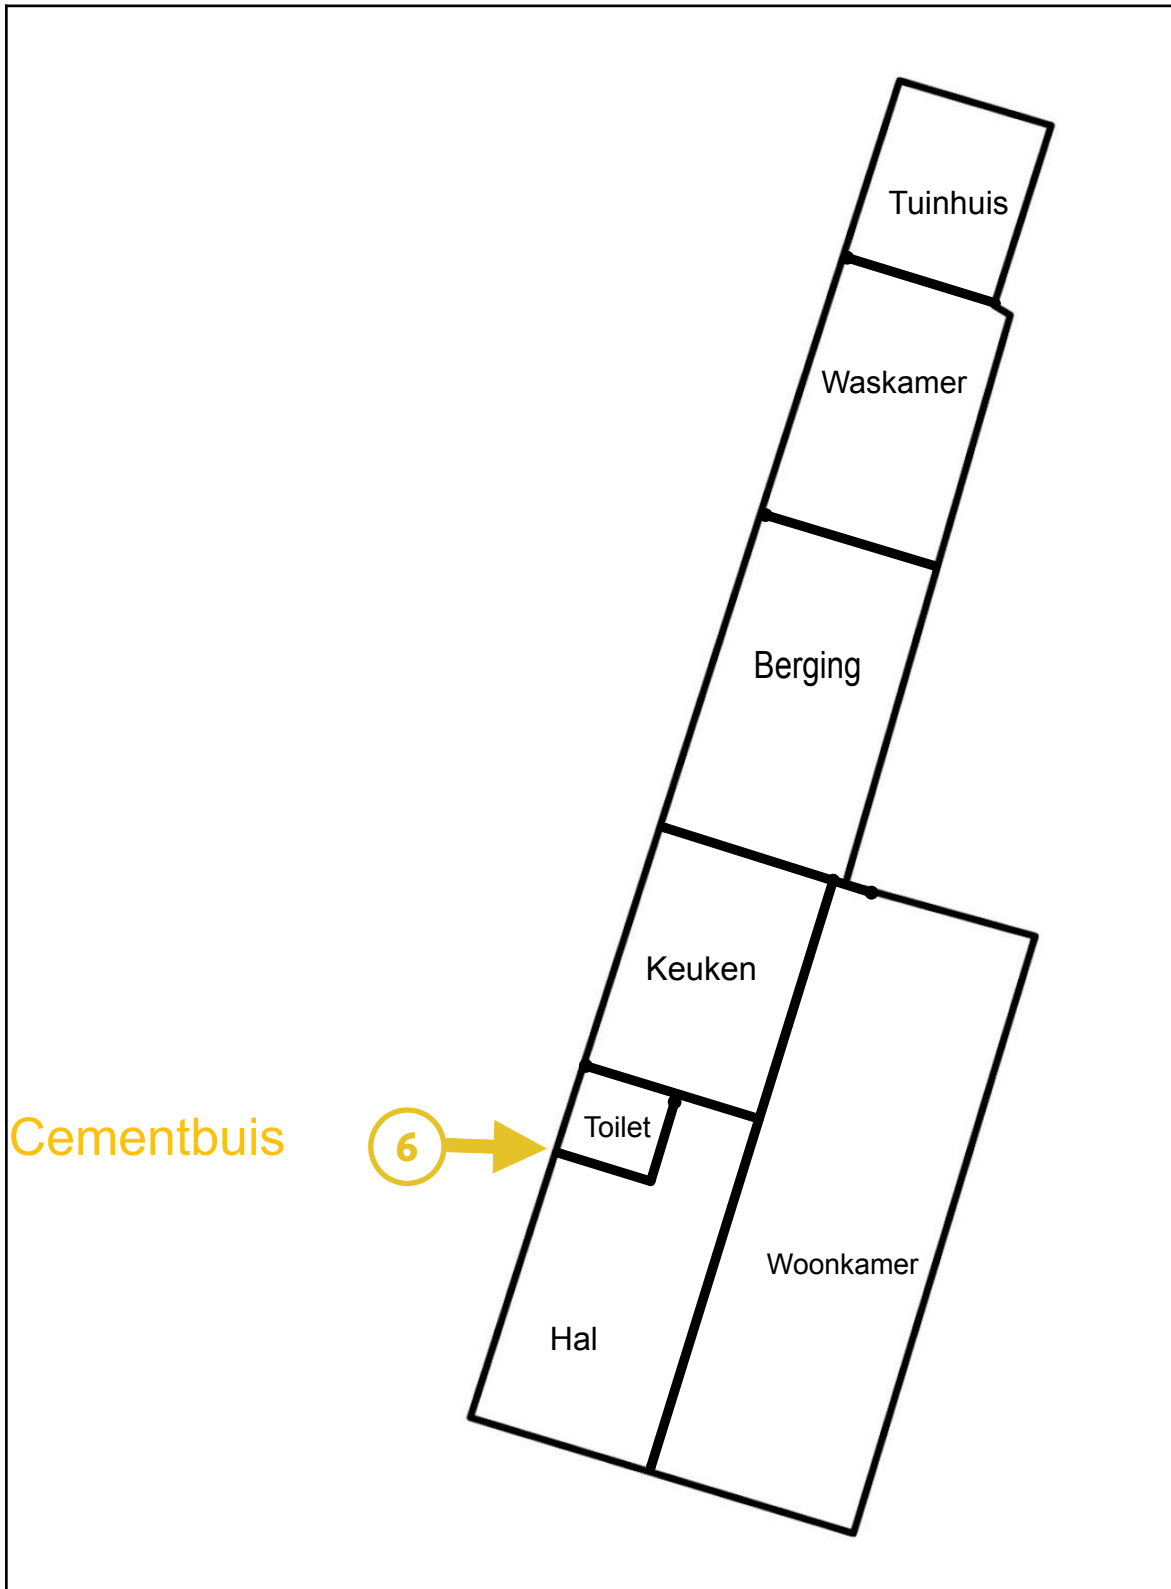 Tuinhuis
Waskamer
Berging
Keuken
Toilet
Cementbuis
6
Woonkamer
Hal